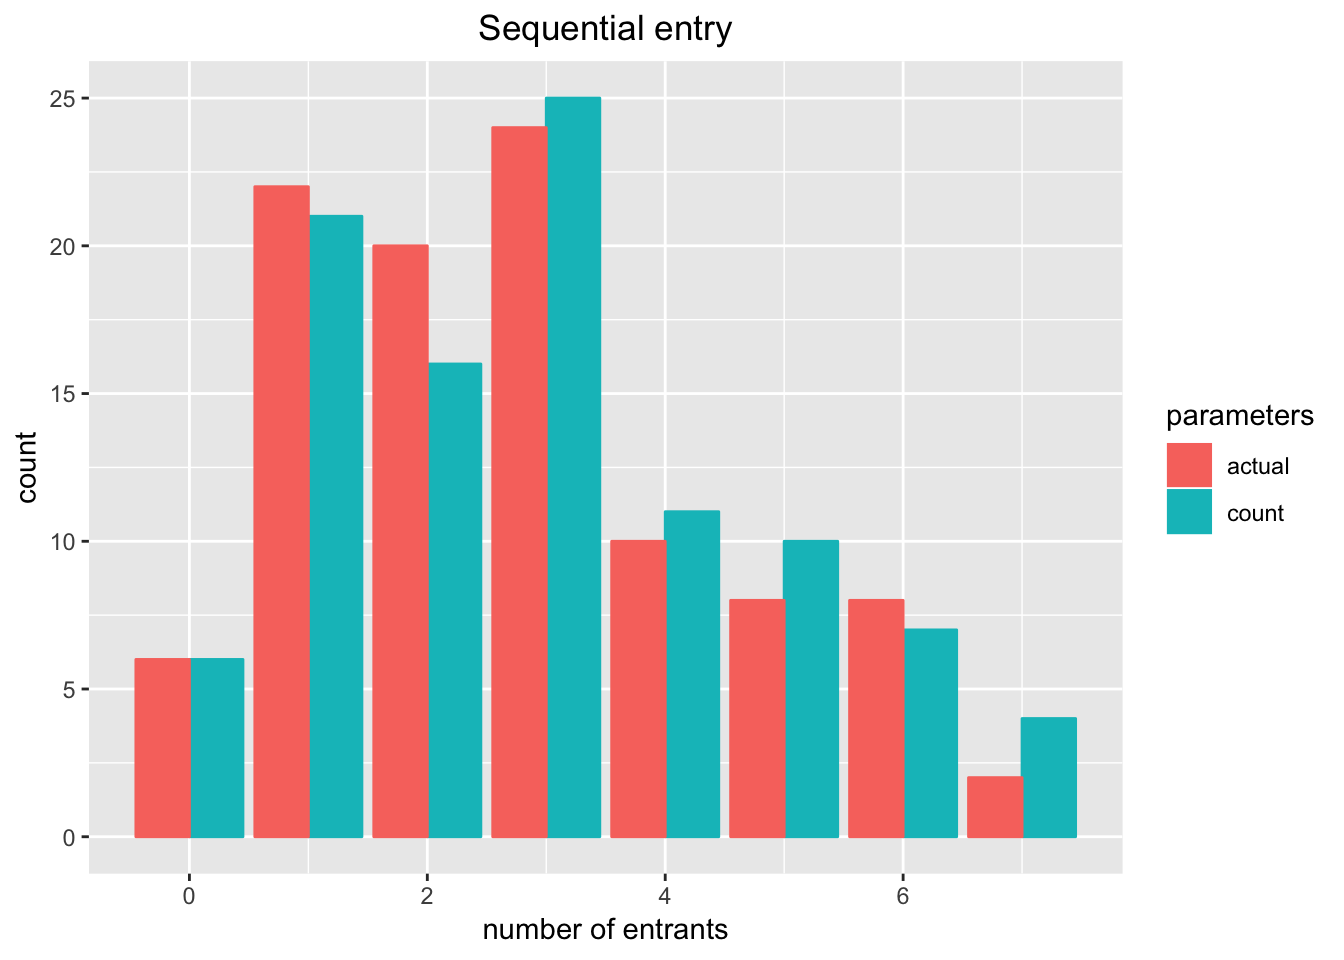 Sequential entry
25
20
15
10
5
0
count
0 2 4 6
number of entrants
parameters
actual
count